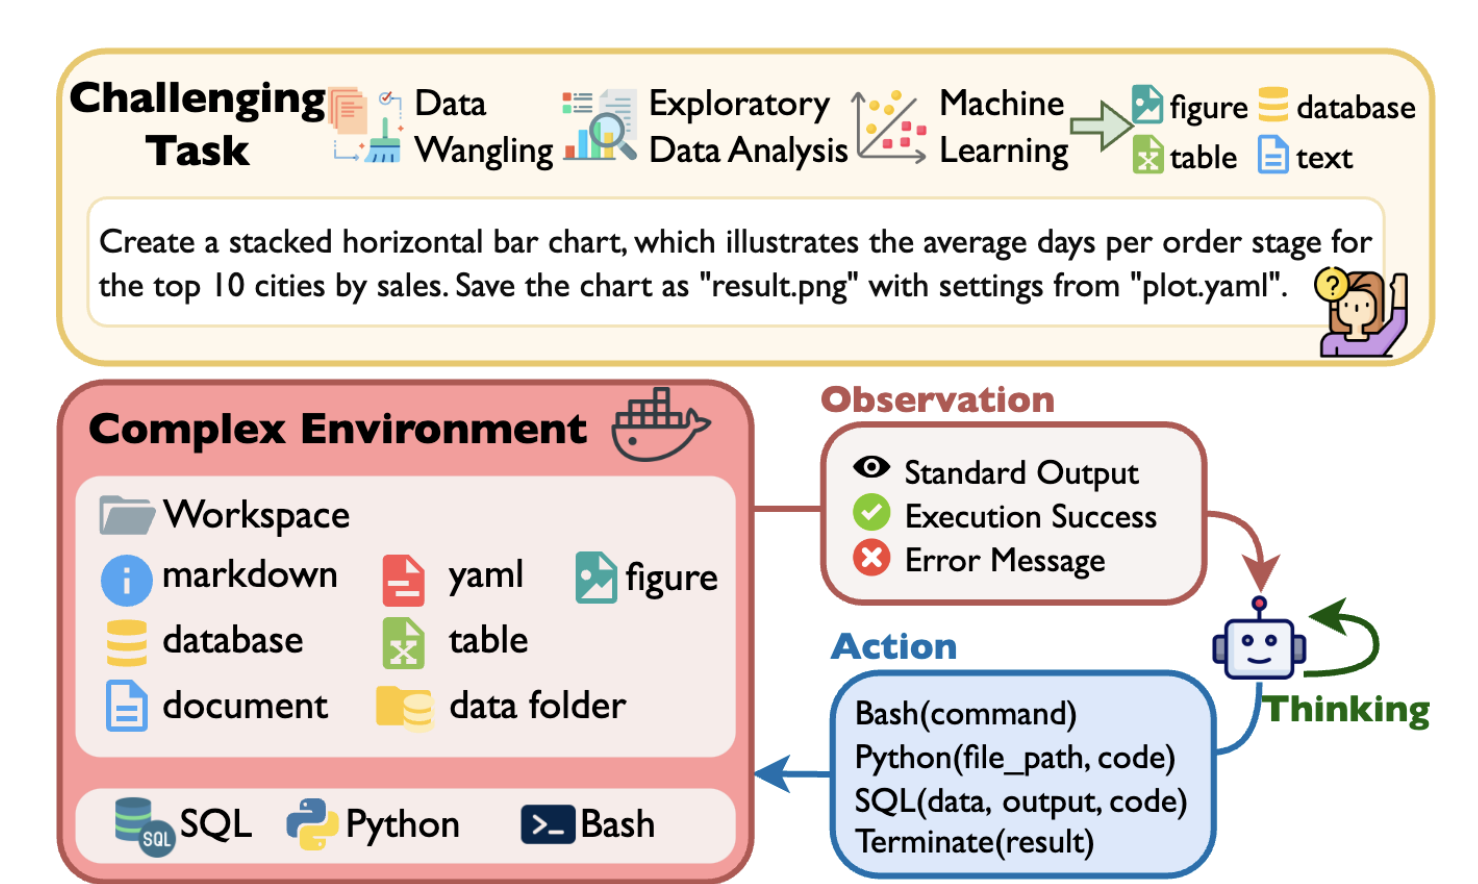 Challenging
Task
Data
Wangling
Exploratory
Data Analysis
Machine
Learning
figure
database
table
text
Create a stacked horizontal bar chart, which illustrates the average days per order stage for
the top 10 cities by sales. Save the chart as "result.png" with settings from "plot.yaml".
?
Complex Environment
Workspace
i markdown
yaml
figure
database
X table
document
data folder
SQL SQL
Python
>_ Bash
Observation
Standard Output
Execution Success
Error Message
Thinking
Action
Bash(command)
Python(file_path, code)
SQL(data, output, code)
Terminate(result)